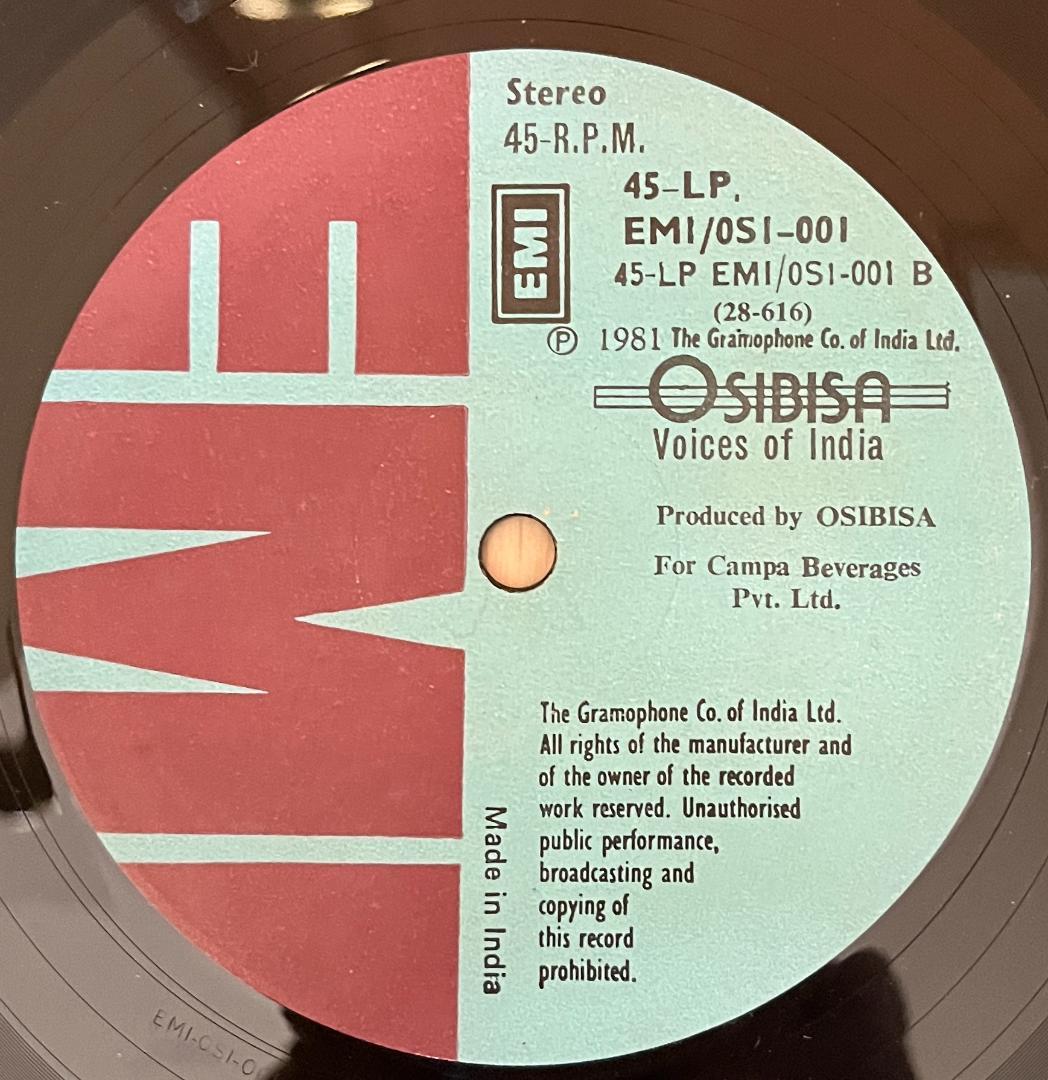 Stereo
45-R.P.M.
45-LP.
EMI/OSI-001
EMI
45-LP EMI/OSI-001 B
(28-616)
Ⓟ 1981 The Gramophone Co. of India Ltd.
OSIBISA
Voices of India
Produced by OSIBISA
For Campa Beverages
Pvt. Ltd.
EMI
The Gramophone Co. of India Ltd.
All rights of the manufacturer and
of the owner of the recorded
work reserved. Unauthorised
public performance,
broadcasting and
copying of
this record
prohibited.
Made in India